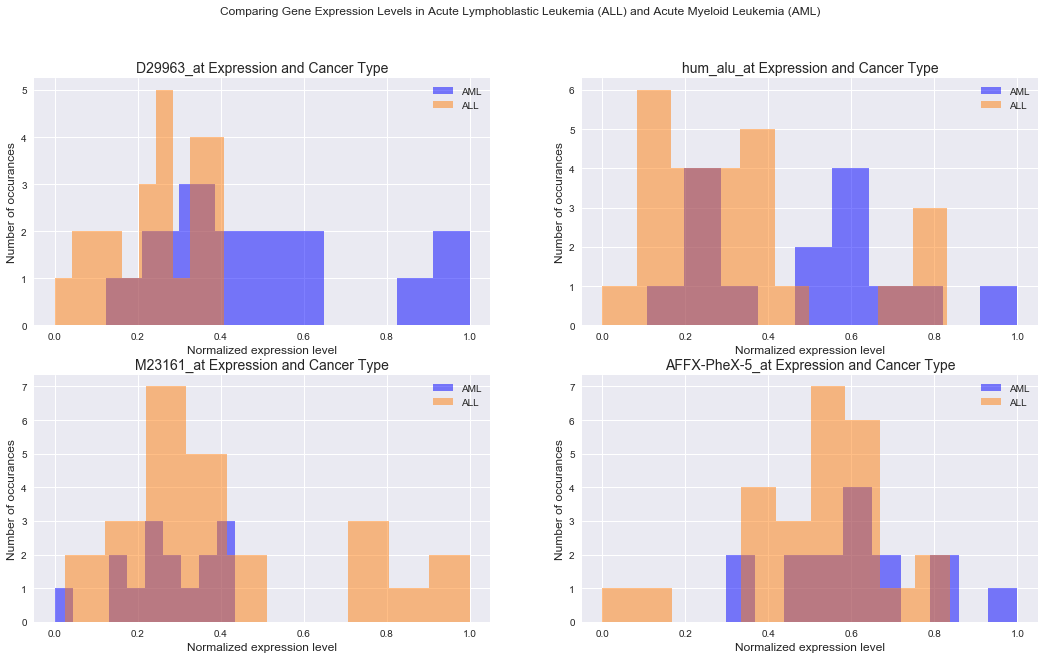 Comparing Gene Expression Levels in Acute Lymphoblastic Leukemia (ALL) and Acute Myeloid Leukemia (AML)
D29963_at Expression and Cancer Type
Number of occurances
5
4
3
2
1
0
AML
ALL
0.0 0.2 0.4 0.6 0.8 1.0
Normalized expression level
hum_alu_at Expression and Cancer Type
Number of occurances
6
5
4
3
2
1
0
AML
ALL
0.0 0.2 0.4 0.6 0.8 1.0
Normalized expression level
M23161_at Expression and Cancer Type
Number of occurances
7
6
5
4
3
2
1
0
AML
ALL
0.0 0.2 0.4 0.6 0.8 1.0
Normalized expression level
AFFX-PheX-5_at Expression and Cancer Type
Number of occurances
7
6
5
4
3
2
1
0
AML
ALL
0.0 0.2 0.4 0.6 0.8 1.0
Normalized expression level